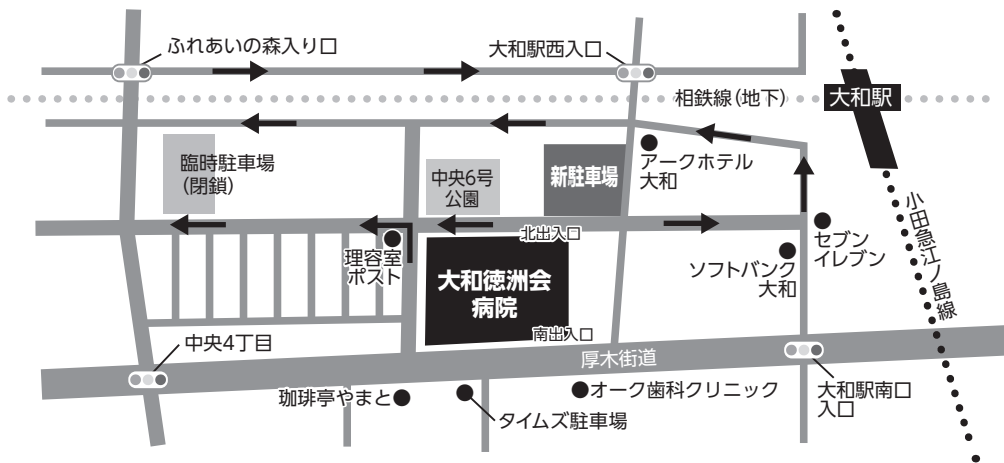 ふれあいの森入り口
大和駅西入口
相鉄線(地下)
大和駅
臨時駐車場
(閉鎖)
中央6号
公園
新駐車場
アークホテル
大和
北出入口
理容室
ポスト
大和徳洲会
病院
南出入口
ソフトバンク
大和
セブン
イレブン
小田急江ノ島線
中央4丁目
厚木街道
珈琲亭やまと
タイムズ駐車場
オーク歯科クリニック
大和駅南口
入口